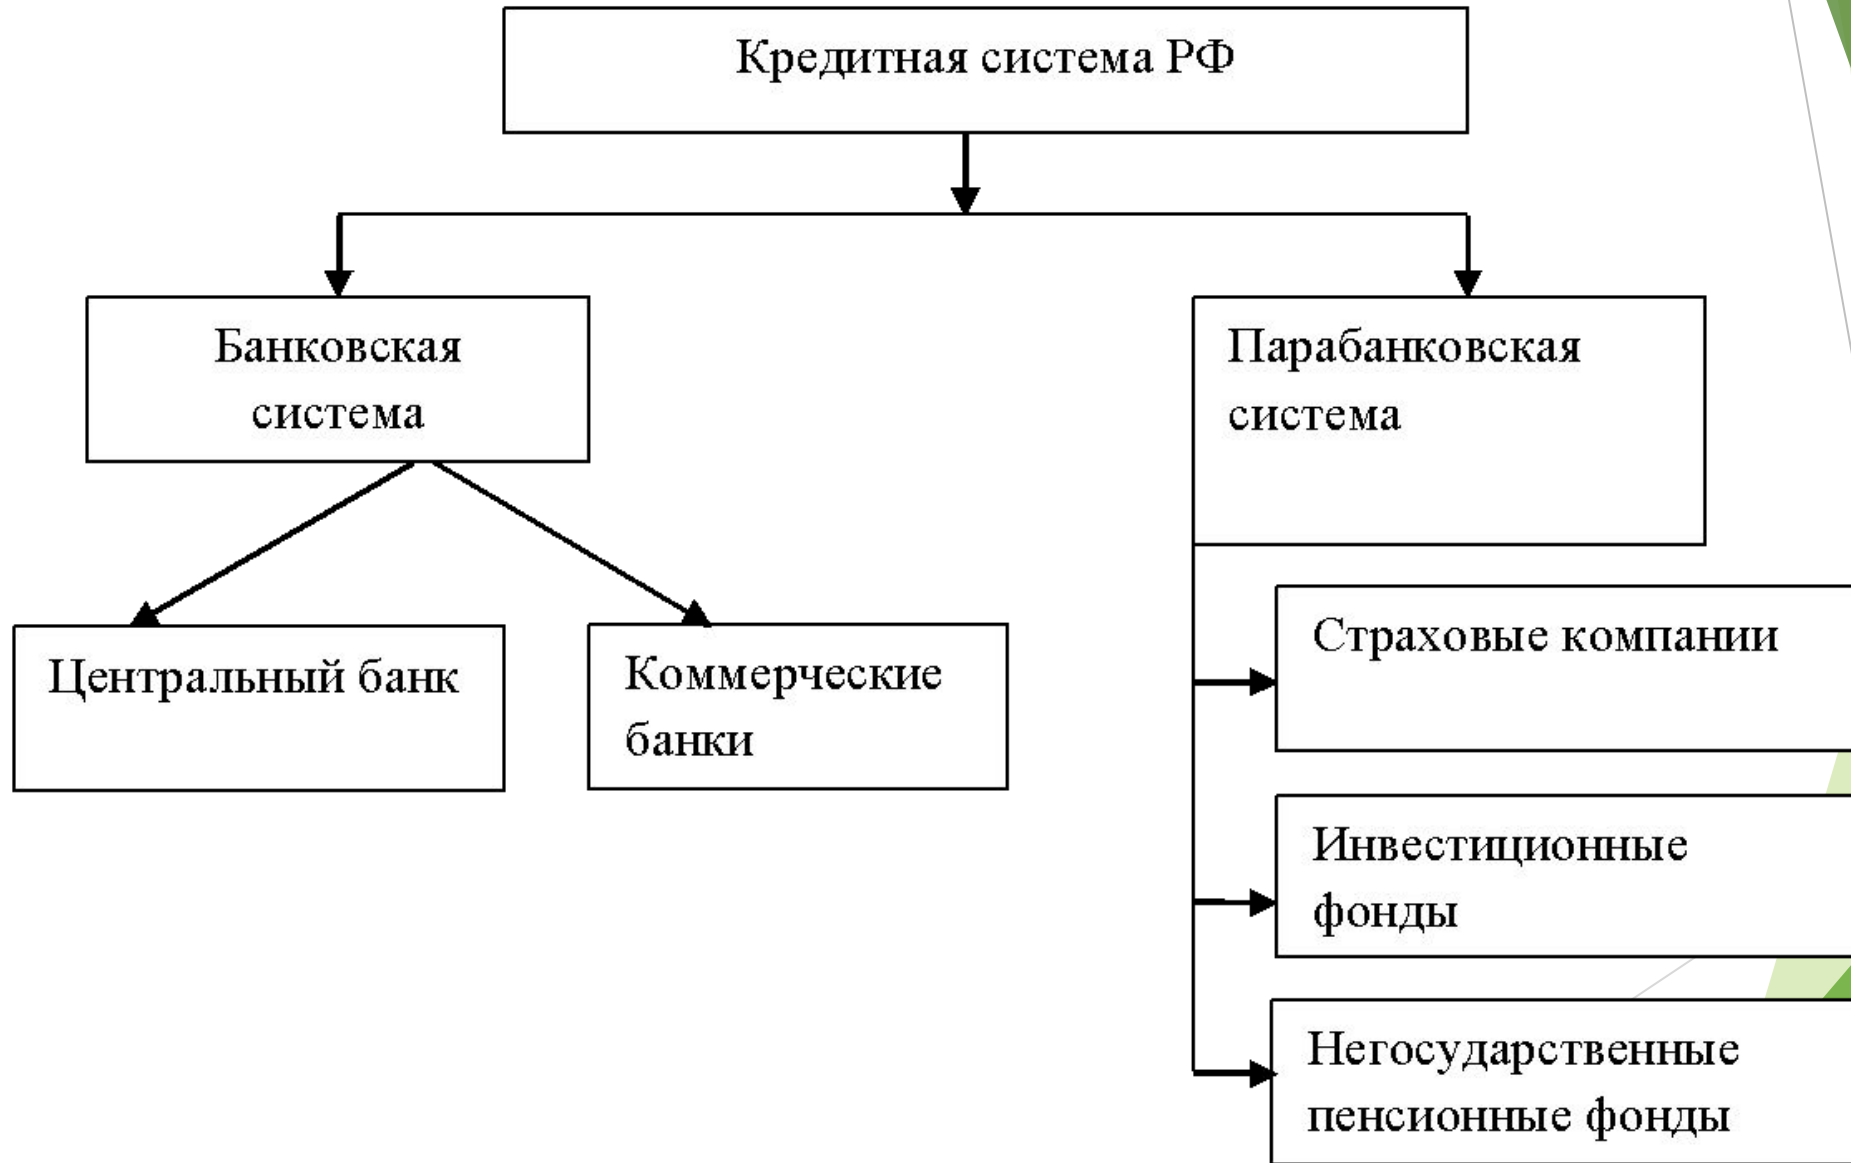 Кредитная система РФ
Банковская
система
Парабанковская
система
Центральный банк
Коммерческие
банки
Страховые компании
Инвестиционные
фонды
Негосударственные
пенсионные фонды